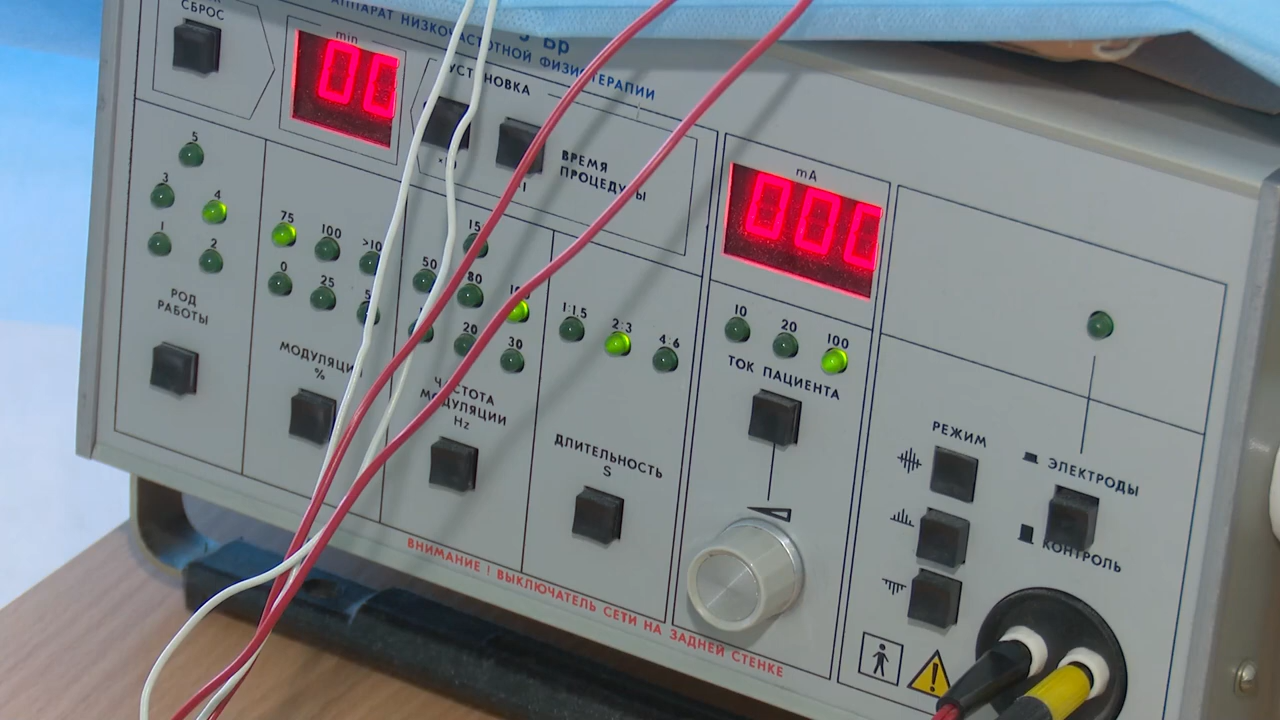 СБРОС
Вр
АППАРАТ НИЗКОЧАСТОТНОЙ ФИЗИОТЕРАПИИ
min
00
УСТАНОВКА
ВРЕМЯ
ПРОЦЕДУРЫ
mA
000
5
3
4
1
2
РОД
РАБОТЫ
75
100
0
25
МОДУЛЯЦИ
%
15
50
80
20
30
ЧАСТОТА
МОДУЛЯЦИИ
Hz
1:1,5
2:3
4:6
ДЛИТЕЛЬНОСТЬ
S
10
20
100
ТОК ПАЦИЕНТА
РЕЖИМ
ЭЛЕКТРОДЫ
КОНТРОЛЬ
ВНИМАНИЕ ! ВЫКЛЮЧАТЕЛЬ СЕТИ НА ЗАДНЕЙ СТЕНКЕ